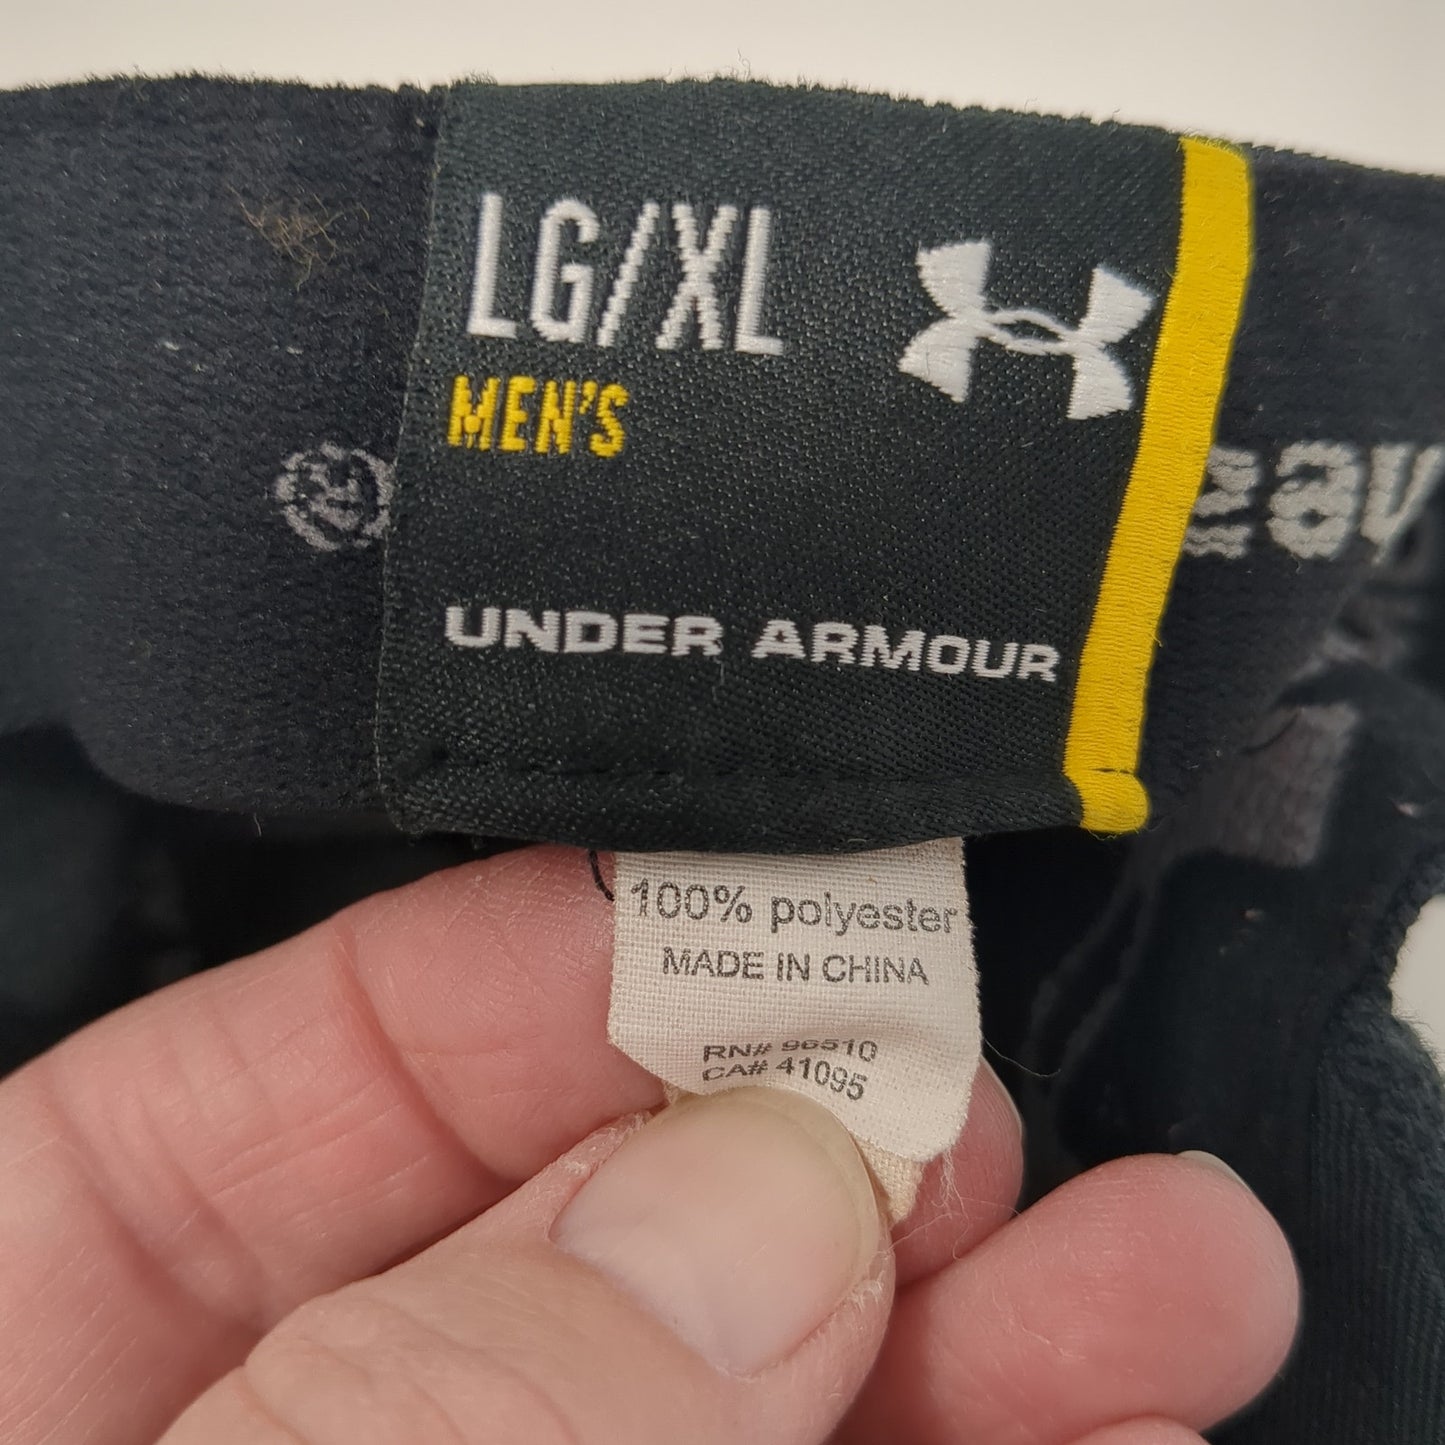 LG/XL
MEN'S
UNDER ARMOUR
100% polyester
MADE IN CHINA
RN# 96510
CA# 41095